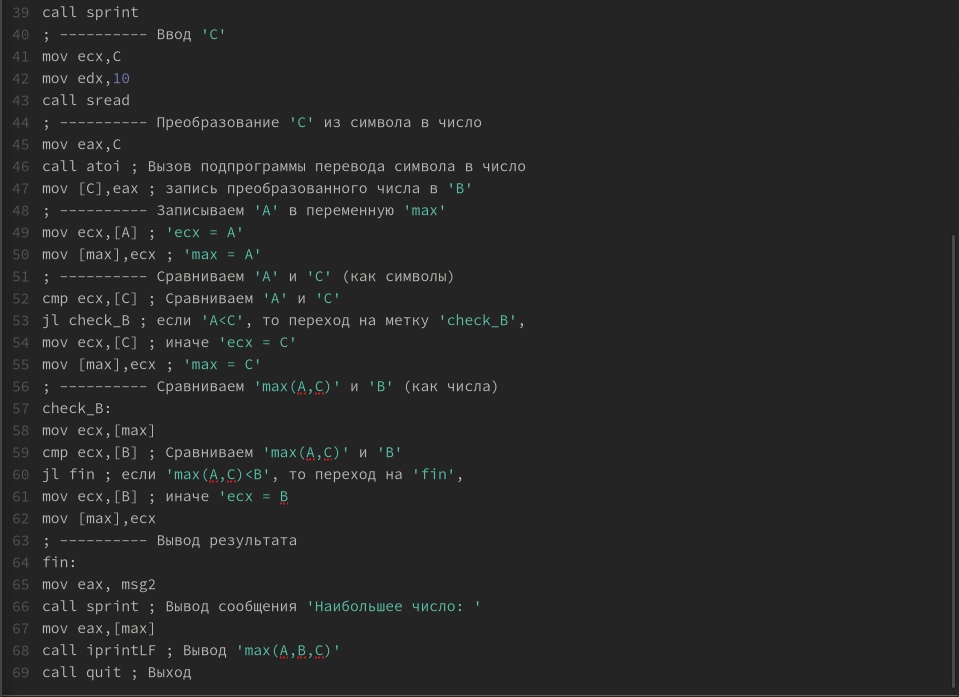 39 call sprint
40 ; ---------- Ввод 'C'
41 mov ecx,C
42 mov edx,10
43 call sread
44 ; ---------- Преобразование 'C' из символа в число
45 mov eax,C
46 call atoi ; Вызов подпрограммы перевода символа в число
47 mov [C],eax ; запись преобразованного числа в 'B'
48 ; ---------- Записываем 'A' в переменную 'max'
49 mov ecx,[A] ; 'ecx = A'
50 mov [max],ecx ; 'max = A'
51 ; ---------- Сравниваем 'A' и 'C' (как символы)
52 cmp ecx,[C] ; Сравниваем 'A' и 'C'
53 jl check_B ; если 'A<C', то переход на метку 'check_B',
54 mov ecx,[C] ; иначе 'ecx = C'
55 mov [max],ecx ; 'max = C'
56 ; ---------- Сравниваем 'max(A,C)' и 'B' (как числа)
57 check_B:
58 mov ecx,[max]
59 cmp ecx,[B] ; Сравниваем 'max(A,C)' и 'B'
60 jl fin ; если 'max(A,C)<B', то переход на 'fin',
61 mov ecx,[B] ; иначе 'ecx = B
62 mov [max],ecx
63 ; ---------- Вывод результата
64 fin:
65 mov eax, msg2
66 call sprint ; Вывод сообщения 'Наибольшее число: '
67 mov eax,[max]
68 call iprintLF ; Вывод 'max(A,B,C)'
69 call quit ; Выход